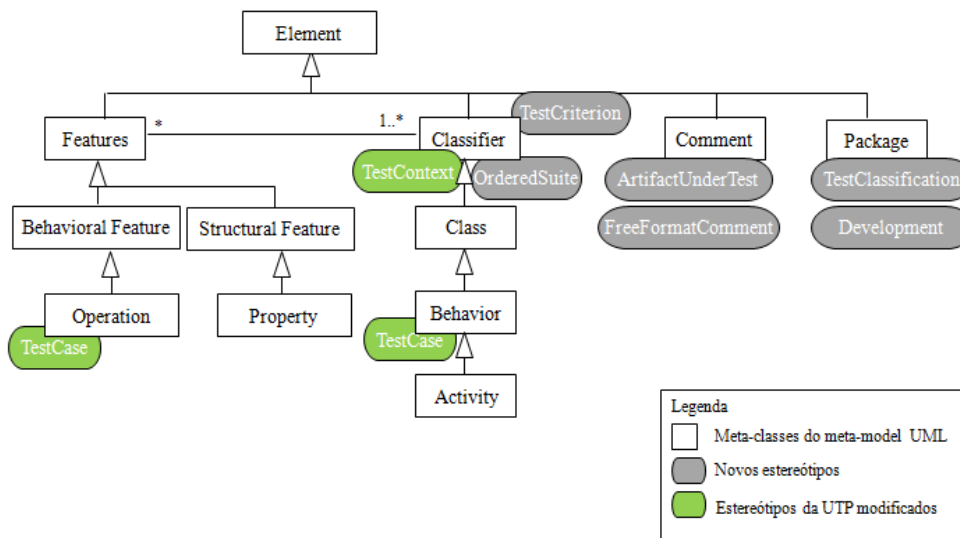 Element
*
1..*
TestCriterion
Features
Classifier
Comment
Package
TestContext
OrderedSuite
ArtifactUnderTest
TestClassification
Behavioral Feature
Structural Feature
Class
FreeFormatComment
Development
Operation
Property
Behavior
TestCase
TestCase
Activity
Legenda
Meta-classes do meta-model UML
Novos estereótipos
Estereótipos da UTP modificados